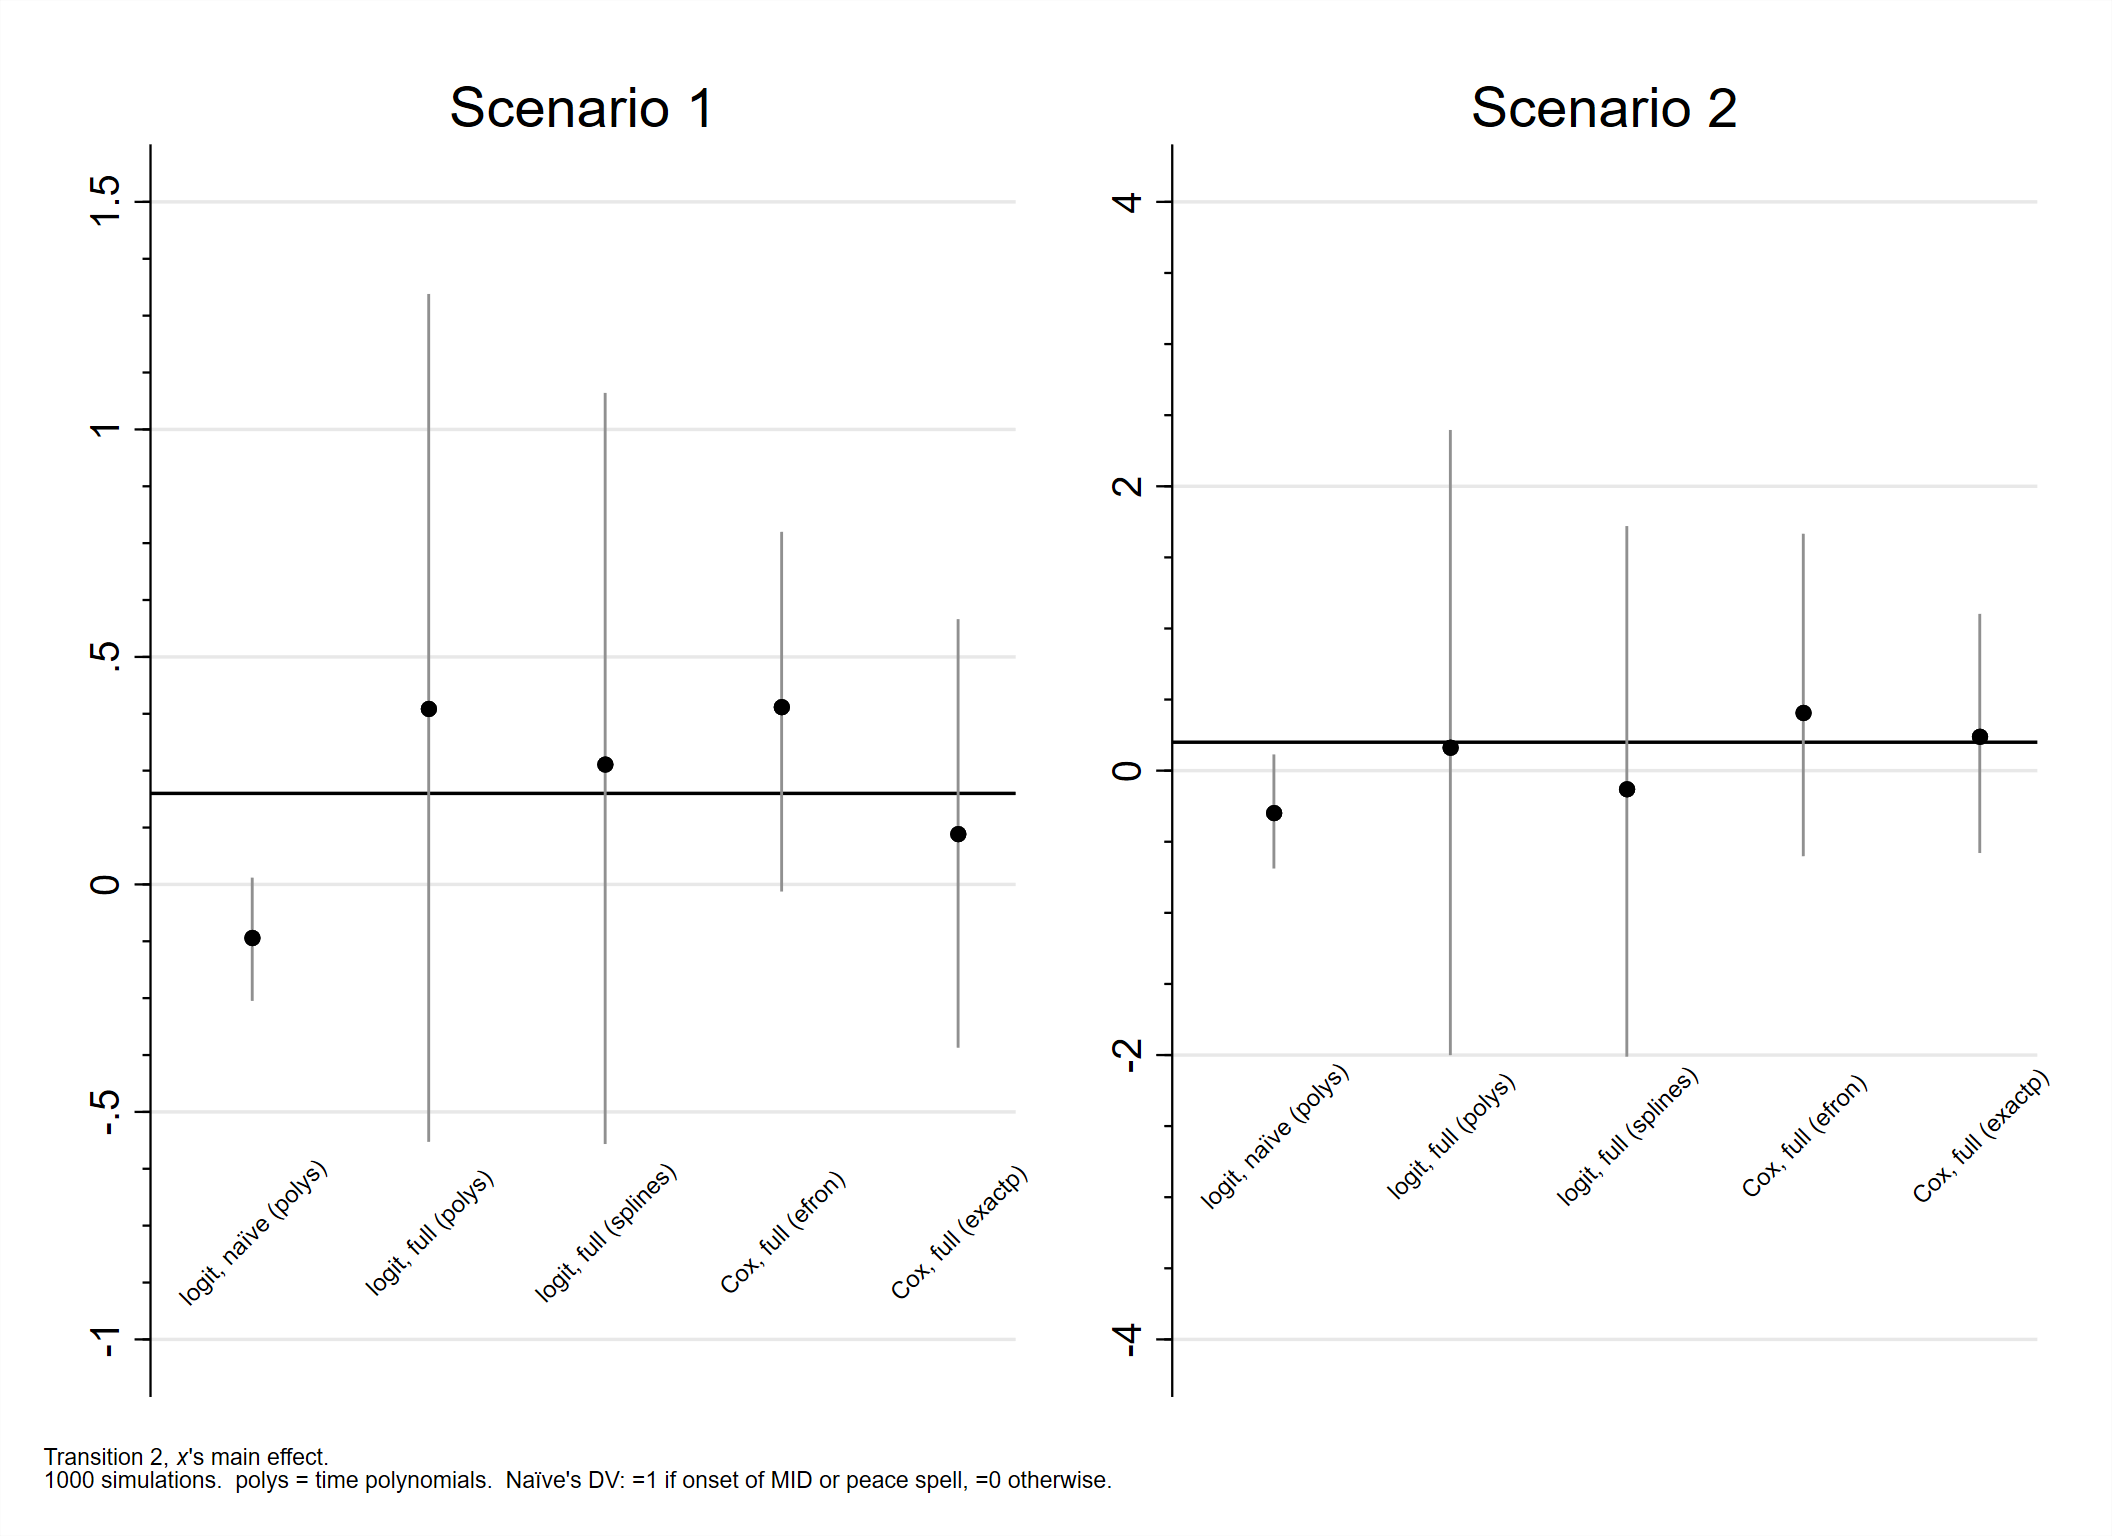 Scenario 1
1.5
1
.5
0
-.5
-1
logit, naïve (polys)
logit, full (polys)
logit, full (splines)
Cox, full (efron)
Cox, full (exactp)
Scenario 2
4
2
0
-2
-4
logit, naïve (polys)
logit, full (polys)
logit, full (splines)
Cox, full (efron)
Cox, full (exactp)
Transition 2, x's main effect.
1000 simulations.  polys = time polynomials.  Naïve's DV: =1 if onset of MID or peace spell, =0 otherwise.